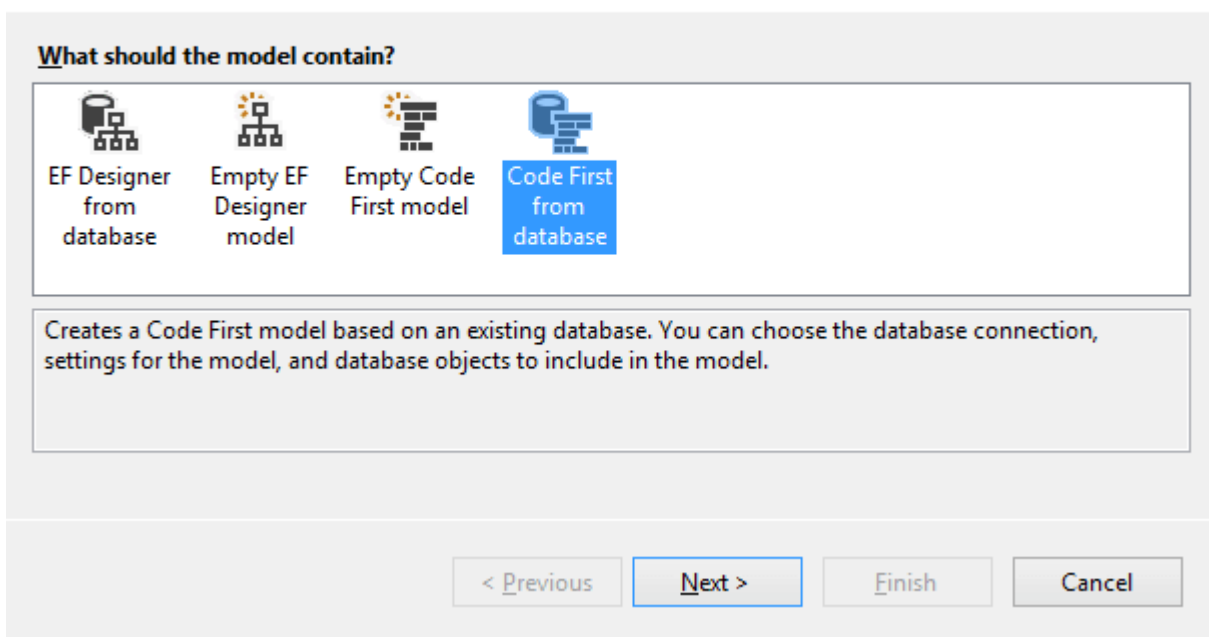 What should the model contain?
EF Designer
from
database
Empty EF
Designer
model
Empty Code
First model
Code First
from
database
Creates a Code First model based on an existing database. You can choose the database connection,
settings for the model, and database objects to include in the model.
< Previous
Next >
Finish
Cancel